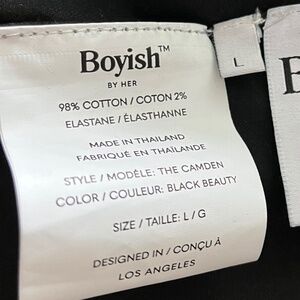 Boyish™
BY HER
98% COTTON / COTON 2%
ELASTANE / ÉLASTHANNE
MADE IN THAILAND
FABRIQUÉ EN THAÏLANDE
STYLE / MODÈLE: THE CAMDEN
COLOR / COULEUR: BLACK BEAUTY
SIZE / TAILLE: L / G
DESIGNED IN / CONÇU À
LOS ANGELES
L